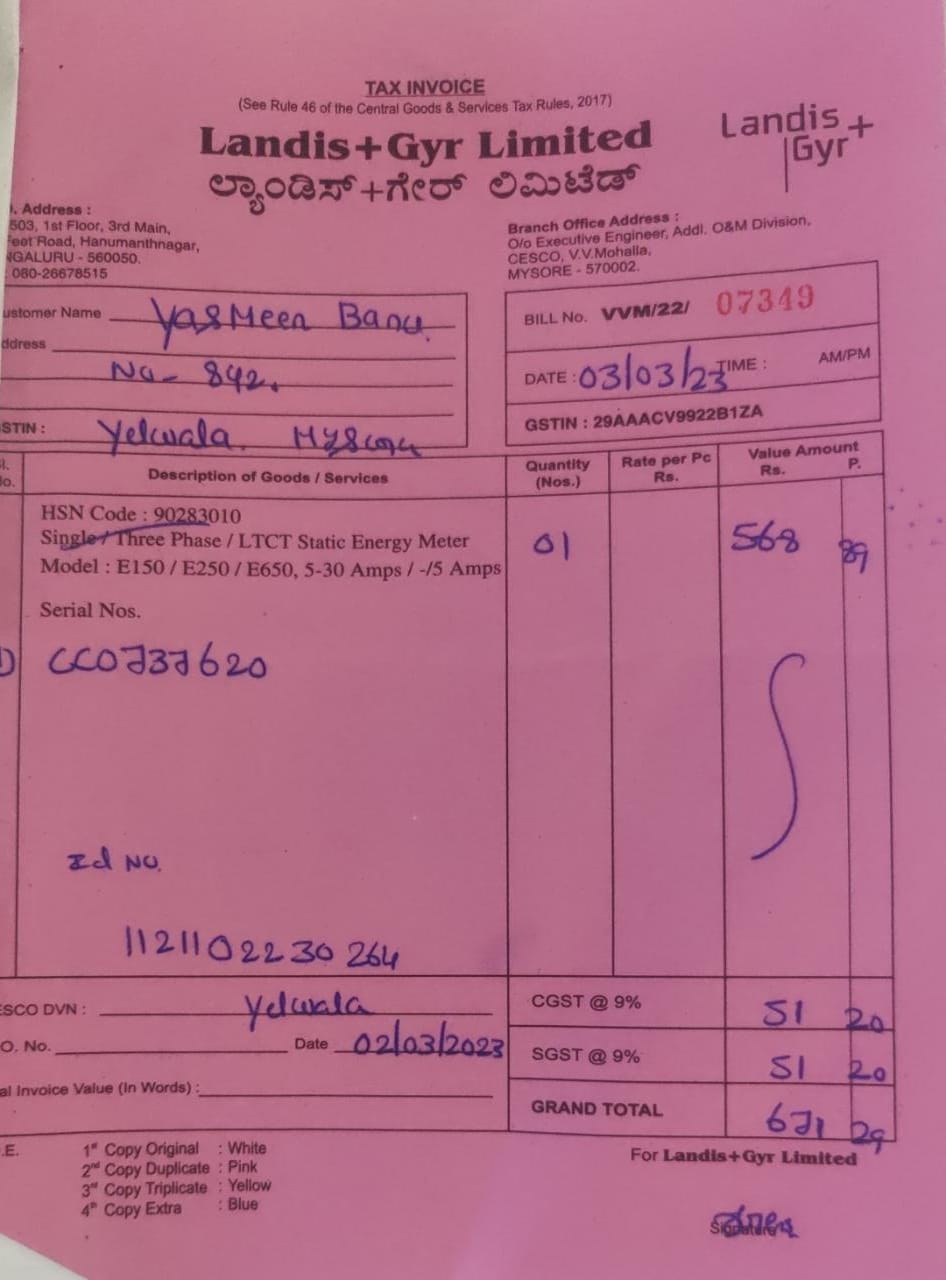 TAX INVOICE
(See Rule 46 of the Central Goods & Services Tax Rules, 2017)
Landis+Gyr Limited
ಲ್ಯಾಂಡಿಸ್+ಗೇರ್ ಲಿಮಿಟೆಡ್
Landis+
Gyr
. Address :
503, 1st Floor, 3rd Main,
eet Road, Hanumanthnagar,
NGALURU - 560050.
: 080-26678515
Branch Office Address :
O/o Executive Engineer, Addl. O&M Division,
CESCO, V.V.Mohalla,
MYSORE - 570002.
ustomer Name Yasmeen Banu.
ddress
No- 842.
STIN : Yelwala.
BILL No. VVM/22/ 07349
DATE : 03/03/23 TIME : AM/PM
GSTIN : 29AAACV9922B1ZA
l. o. Description of Goods / Services Quantity (Nos.) Rate per Pc Rs. Value Amount Rs. P.
HSN Code : 90283010
Single / Three Phase / LTCT Static Energy Meter 01 568 89
Model : E150 / E250 / E650, 5-30 Amps / -/5 Amps
Serial Nos.
CC0737620
Id No.
1121102230264
ESCO DVN : Yelwala
O. No. Date 02/03/2023
al Invoice Value (In Words) :
CGST @ 9% 51 20
SGST @ 9% 51 20
GRAND TOTAL 671 29
.E. 1st Copy Original : White
2nd Copy Duplicate : Pink
3rd Copy Triplicate : Yellow
4th Copy Extra : Blue
For Landis+Gyr Limited
Signature